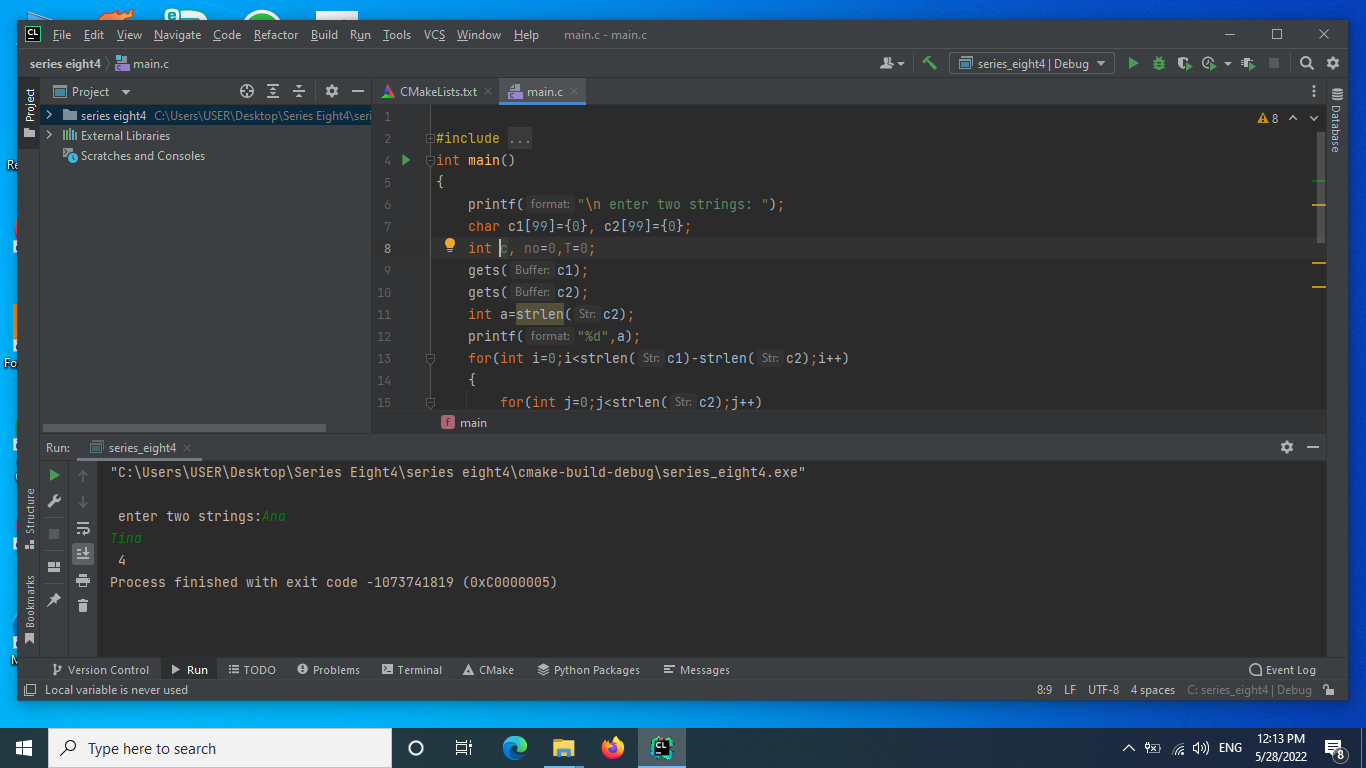 CL File Edit View Navigate Code Refactor Build Run Tools VCS Window Help main.c - main.c
series eight4 main.c series_eight4 | Debug
Project
Project
CMakeLists.txt
main.c
Database
series eight4 C:\Users\USER\Desktop\Series Eight4\seri
External Libraries
Scratches and Consoles
8
1
2 #include ...
4 int main()
5 {
6 printf( format: "\n enter two strings: ");
7 char c1[99]={0}, c2[99]={0};
8 int c, no=0,T=0;
9 gets( Buffer: c1);
10 gets( Buffer: c2);
11 int a=strlen( Str: c2);
12 printf( format: "%d",a);
13 for(int i=0;i<strlen( Str: c1)-strlen( Str: c2);i++)
14 {
15 for(int j=0;j<strlen( Str: c2);j++)
f main
Run: series_eight4
"C:\Users\USER\Desktop\Series Eight4\series eight4\cmake-build-debug\series_eight4.exe"
enter two strings:Ana
Tina
4
Process finished with exit code -1073741819 (0xC0000005)
Structure
Bookmarks
Version Control Run TODO Problems Terminal CMake Python Packages Messages Event Log
Local variable is never used 8:9 LF UTF-8 4 spaces C: series_eight4 | Debug
Type here to search
CL
ENG
12:13 PM
5/28/2022
8